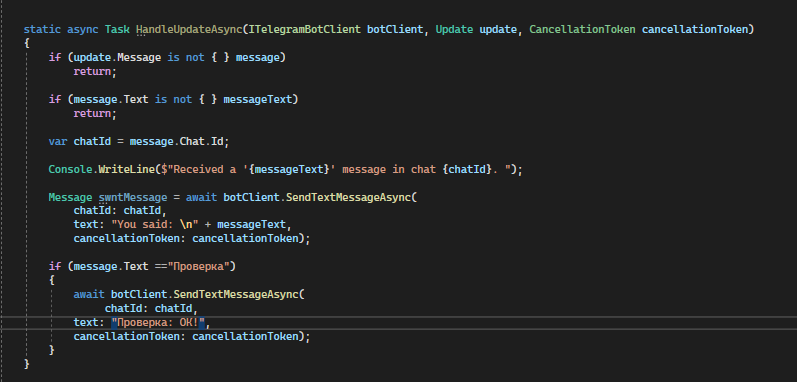 static async Task HandleUpdateAsync(ITelegramBotClient botClient, Update update, CancellationToken cancellationToken)
{
if (update.Message is not { } message)
return;
if (message.Text is not { } messageText)
return;
var chatId = message.Chat.Id;
Console.WriteLine($"Received a '{messageText}' message in chat {chatId}. ");
Message swntMessage = await botClient.SendTextMessageAsync(
chatId: chatId,
text: "You said: \n" + messageText,
cancellationToken: cancellationToken);
if (message.Text =="Проверка")
{
await botClient.SendTextMessageAsync(
chatId: chatId,
text: "Проверка: OK!",
cancellationToken: cancellationToken);
}
}